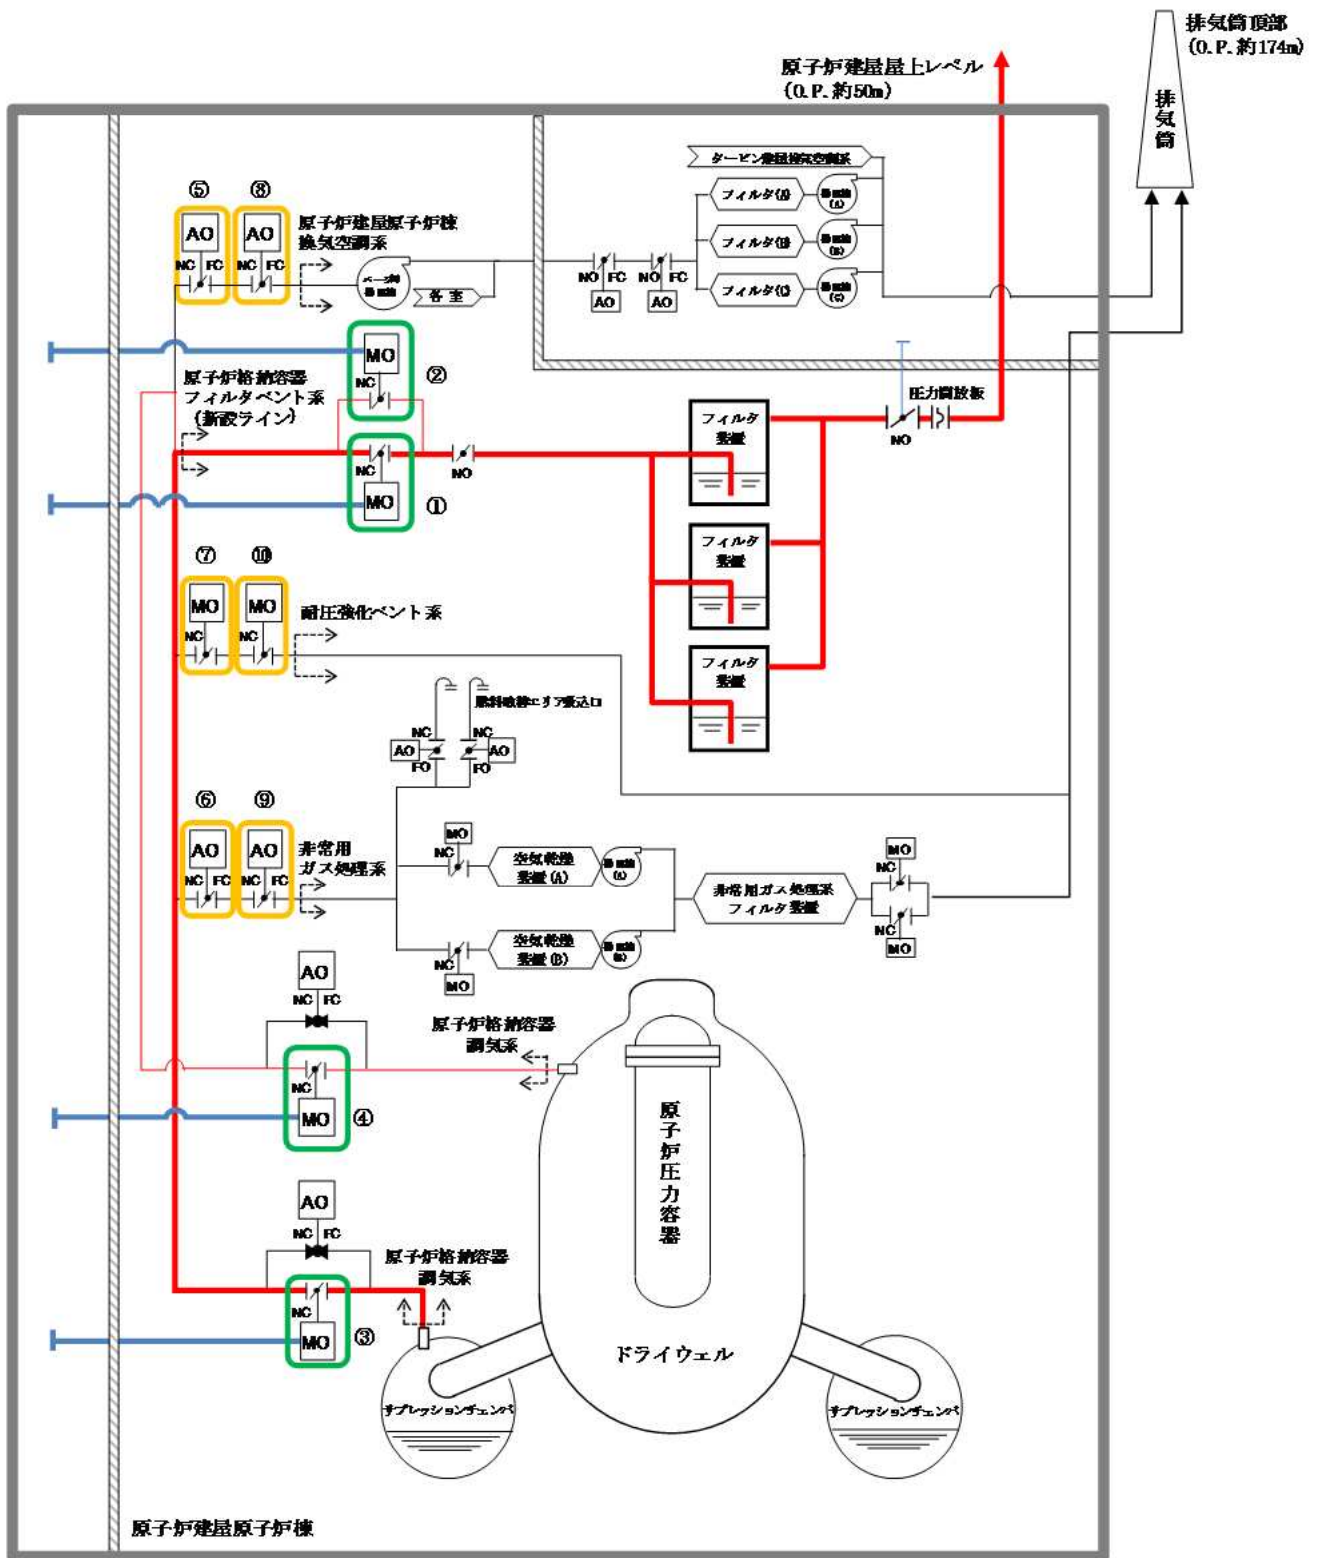 排気筒頂部
(O.P.約174m)
原子炉建屋屋上レベル
(O.P.約50m)
排気筒
タービン建屋換気空調系
⑤
⑧
AO
AO
NC FC
NC FC
原子炉建屋原子炉棟
換気空調系
各室
フィルタ(A)
(A)
フィルタ(B)
(B)
フィルタ(C)
(C)
NO FC
NO FC
AO
AO
MO
NC
②
原子炉格納容器
フィルタベント系
(新設ライン)
NC
MO
①
NO
フィルタ
装置
フィルタ
装置
フィルタ
装置
NO
圧力開放板
⑦
⑩
MO
MO
NC
NC
耐圧強化ベント系
燃料取替エリア吸込口
NC
NC
AO
AO
FO
FO
⑥
⑨
AO
AO
NC FC
NC FC
非常用
ガス処理系
MO
NC
空気乾燥
装置(A)
(A)
NC
MO
空気乾燥
装置(B)
(B)
非常用ガス処理系
フィルタ装置
MO
NC
NC
MO
AO
NC FC
NC
MO
④
原子炉格納容器
調気系
原子炉圧力容器
AO
NC FC
NC
MO
③
原子炉格納容器
調気系
ドライウェル
サプレッションチェンバ
サプレッションチェンバ
原子炉建屋原子炉棟